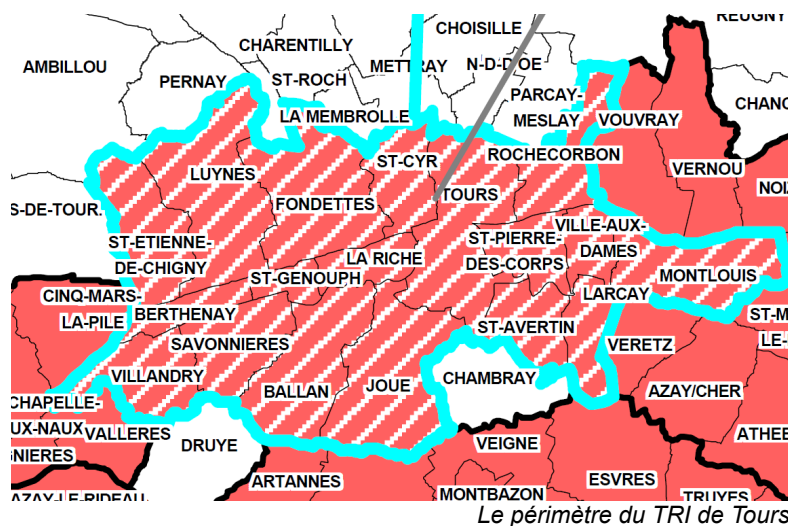 REUGNY
CHOISILLE
CHARENTILLY
AMBILLOU
METTRAY
N-D-D'OE
PERNAY
ST-ROCH
PARCAY-
MESLAY
CHANC
LA MEMBROLLE
VOUVRAY
ST-CYR
ROCHECORBON
VERNOU
LUYNES
NOIZ
FONDETTES
TOURS
S-DE-TOUR.
VILLE-AUX-
DAMES
ST-PIERRE-
DES-CORPS
ST-ETIENNE-
DE-CHIGNY
LA RICHE
ST-GENOUPH
MONTLOUIS
CINQ-MARS-
LA-PILE
LARCAY
BERTHENAY
ST-M
LE-
ST-AVERTIN
SAVONNIERES
VERETZ
VILLANDRY
CHAMBRAY
BALLAN
JOUE
AZAY/CHER
CHAPELLE-
UX-NAUX
VALLERES
ATHEE
DRUYE
VEIGNE
GNIERES
ARTANNES
ESVRES
AZAY-LE-RIDEAU
MONTBAZON
TRUYES
Le périmètre du TRI de Tours